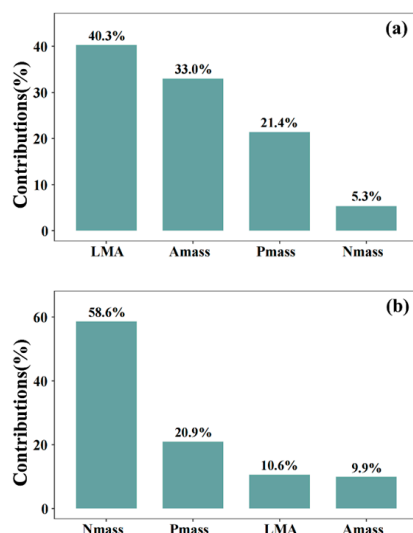 (a)
Contributions(%)
40
30
20
10
0
40.3%
33.0%
21.4%
5.3%
LMA Amass Pmass Nmass
(b)
Contributions(%)
60
40
20
0
58.6%
20.9%
10.6%
9.9%
Nmass Pmass LMA Amass